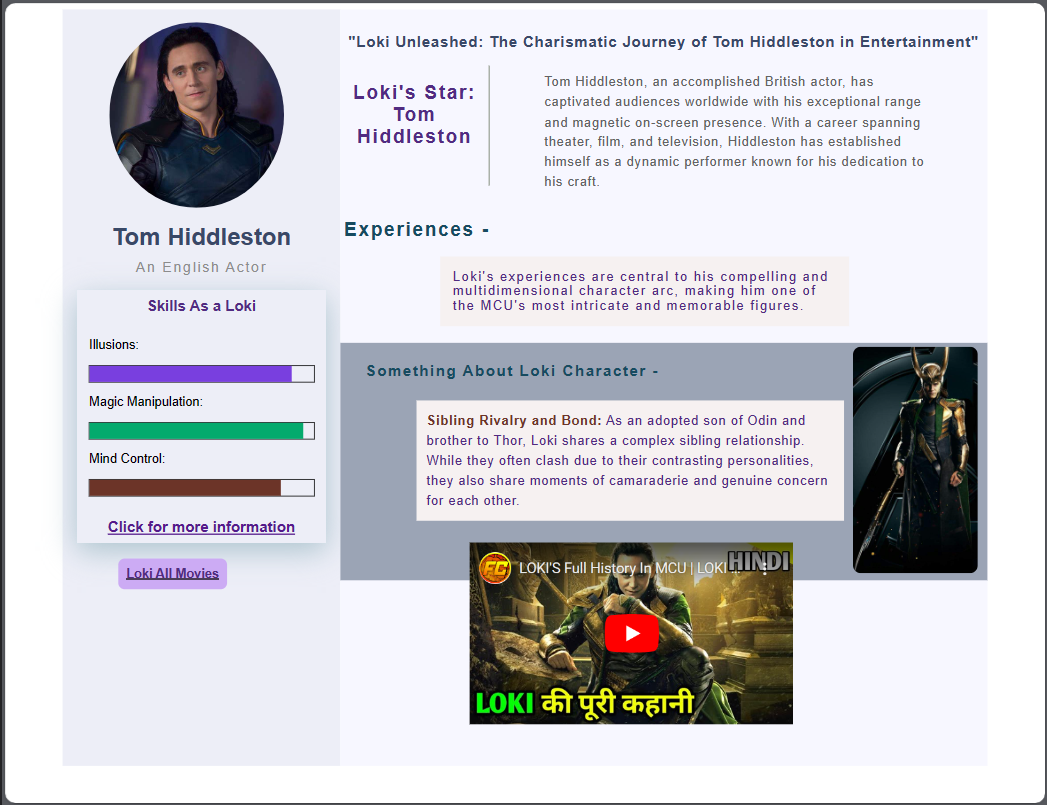 Tom Hiddleston
An English Actor
Skills As a Loki
Illusions:
Magic Manipulation:
Mind Control:
Click for more information
Loki All Movies
"Loki Unleashed: The Charismatic Journey of Tom Hiddleston in Entertainment"
Loki's Star:
Tom
Hiddleston
Tom Hiddleston, an accomplished British actor, has
captivated audiences worldwide with his exceptional range
and magnetic on-screen presence. With a career spanning
theater, film, and television, Hiddleston has established
himself as a dynamic performer known for his dedication to
his craft.
Experiences -
Loki's experiences are central to his compelling and
multidimensional character arc, making him one of
the MCU's most intricate and memorable figures.
Something About Loki Character -
Sibling Rivalry and Bond: As an adopted son of Odin and
brother to Thor, Loki shares a complex sibling relationship.
While they often clash due to their contrasting personalities,
they also share moments of camaraderie and genuine concern
for each other.
FG LOKI'S Full History In MCU | LOKI ... HINDI
LOKI की पूरी कहानी